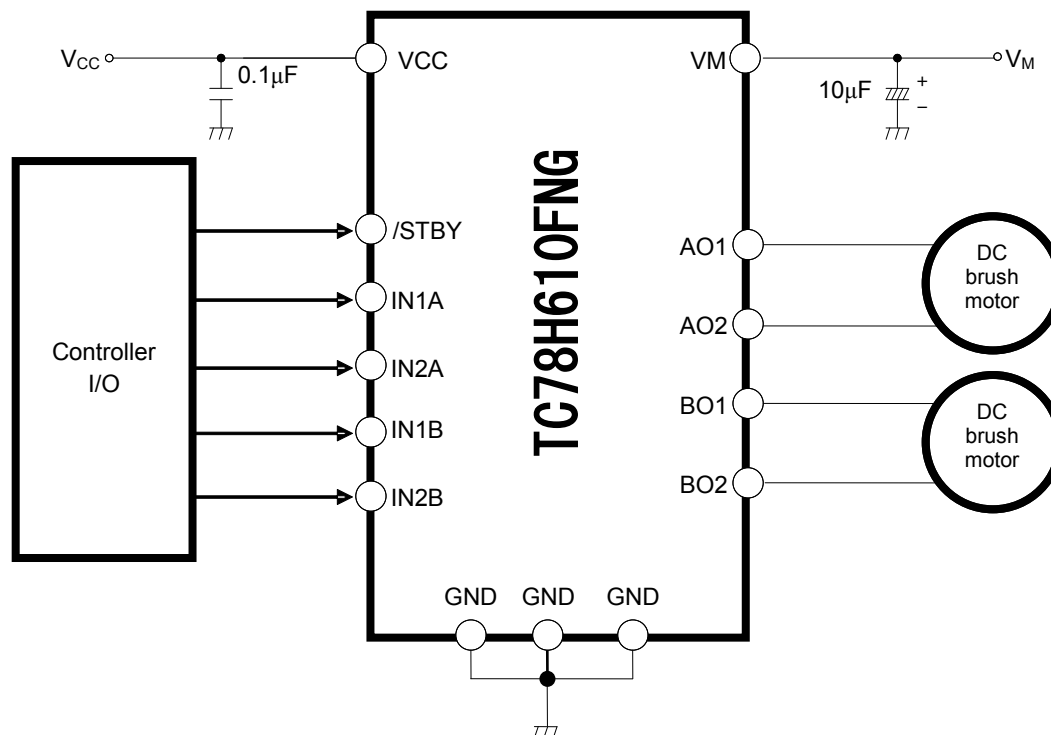 VCC
0.1μF
VCC
VM
VM
10μF
+
−
Controller
I/O
/STBY
IN1A
IN2A
IN1B
IN2B
TC78H610FNG
AO1
AO2
BO1
BO2
DC
brush
motor
DC
brush
motor
GND
GND
GND